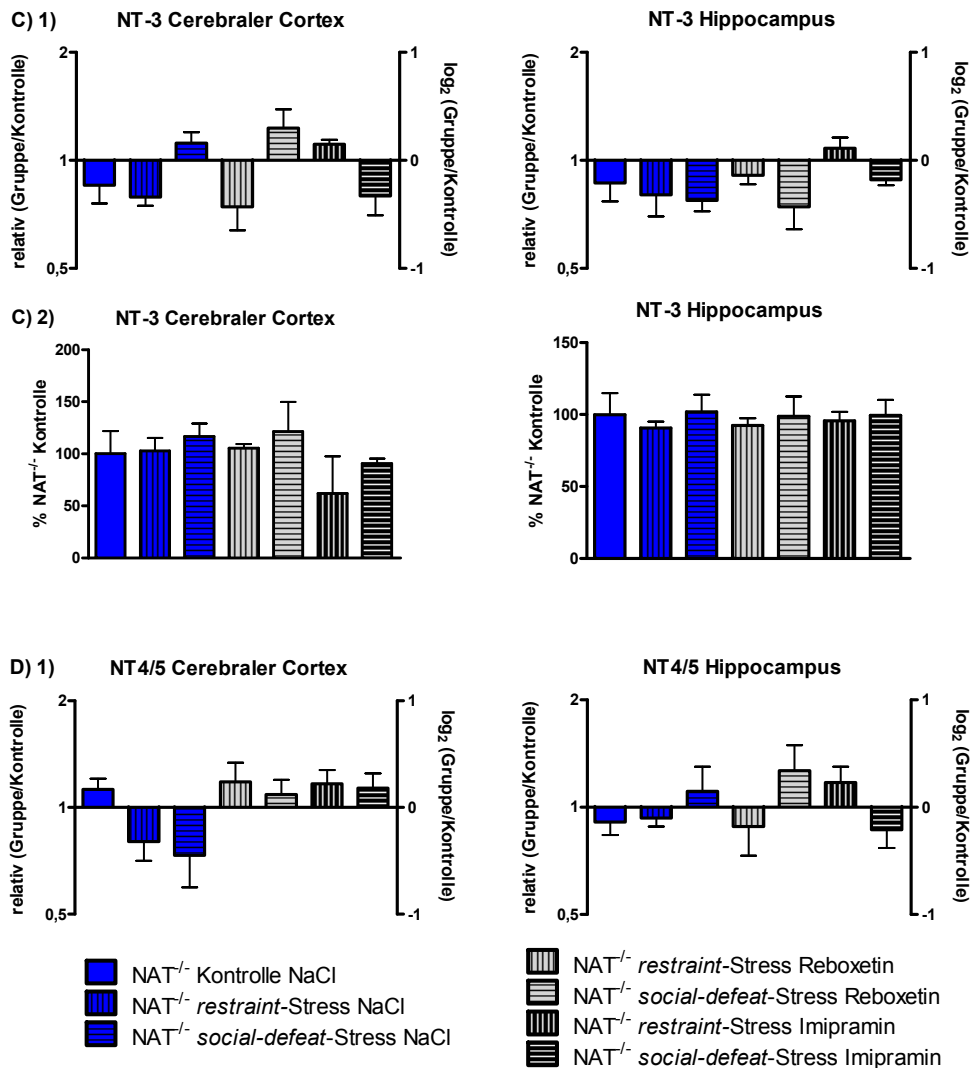 C) 1)
NT-3 Cerebraler Cortex
relativ (Gruppe/Kontrolle)
2
1
0,5
1
0
-1
log₂ (Gruppe/Kontrolle)
NT-3 Hippocampus
relativ (Gruppe/Kontrolle)
2
1
0,5
1
0
-1
log₂ (Gruppe/Kontrolle)
C) 2)
NT-3 Cerebraler Cortex
% NAT⁻/⁻ Kontrolle
200
150
100
50
0
NT-3 Hippocampus
% NAT⁻/⁻ Kontrolle
150
100
50
0
D) 1)
NT4/5 Cerebraler Cortex
relativ (Gruppe/Kontrolle)
2
1
0,5
1
0
-1
log₂ (Gruppe/Kontrolle)
NT4/5 Hippocampus
relativ (Gruppe/Kontrolle)
2
1
0,5
1
0
-1
log₂ (Gruppe/Kontrolle)
NAT⁻/⁻ Kontrolle NaCl
NAT⁻/⁻ restraint-Stress NaCl
NAT⁻/⁻ social-defeat-Stress NaCl
NAT⁻/⁻ restraint-Stress Reboxetin
NAT⁻/⁻ social-defeat-Stress Reboxetin
NAT⁻/⁻ restraint-Stress Imipramin
NAT⁻/⁻ social-defeat-Stress Imipramin